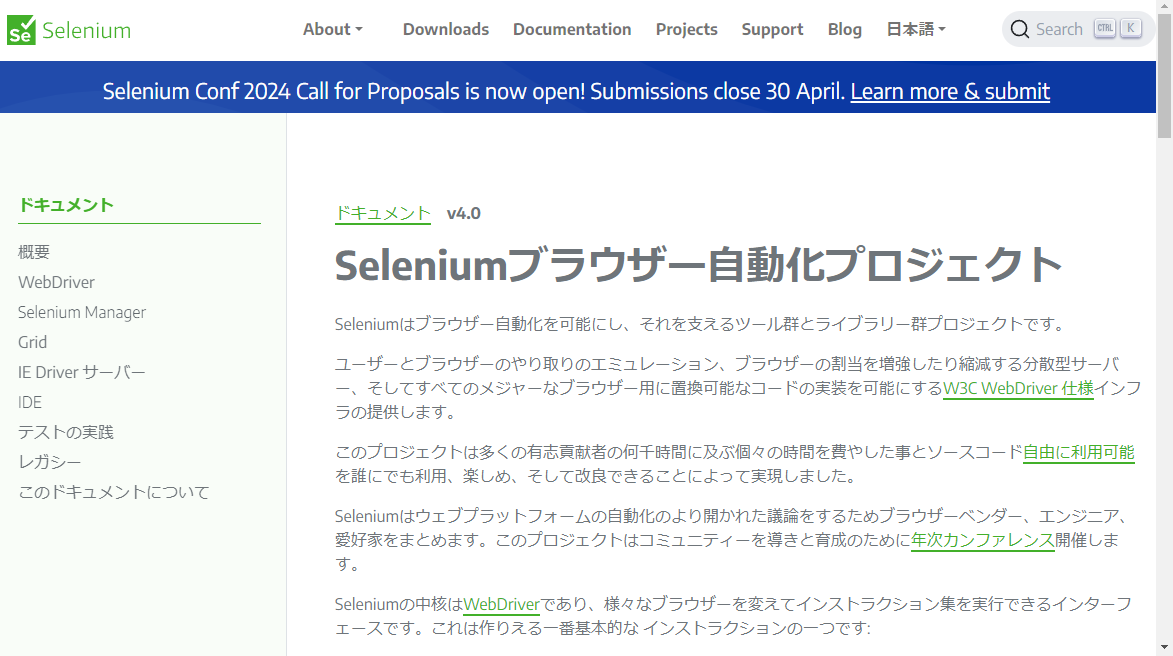 Se Selenium
About Downloads Documentation Projects Support Blog 日本語 Search CTRL K
Selenium Conf 2024 Call for Proposals is now open! Submissions close 30 April. Learn more & submit
ドキュメント
概要
WebDriver
Selenium Manager
Grid
IE Driver サーバー
IDE
テストの実践
レガシー
このドキュメントについて
ドキュメント v4.0
Seleniumブラウザー自動化プロジェクト
Seleniumはブラウザー自動化を可能にし、それを支えるツール群とライブラリー群プロジェクトです。
ユーザーとブラウザーのやり取りのエミュレーション、ブラウザーの割当を増強したり縮減する分散型サーバ
ー、そしてすべてのメジャーなブラウザー用に置換可能なコードの実装を可能にするW3C WebDriver 仕様インフ
ラの提供します。
このプロジェクトは多くの有志貢献者の何千時間に及ぶ個々の時間を費やした事とソースコード自由に利用可能
を誰にでも利用、楽しめ、そして改良できることによって実現しました。
Seleniumはウェブプラットフォームの自動化のより開かれた議論をするためブラウザーベンダー、エンジニア、
愛好家をまとめます。このプロジェクトはコミュニティーを導きと育成のために年次カンファレンス開催しま
す。
Seleniumの中核はWebDriverであり、様々なブラウザーを変えてインストラクション集を実行できるインターフ
ェースです。これは作りえる一番基本的な インストラクションの一つです: